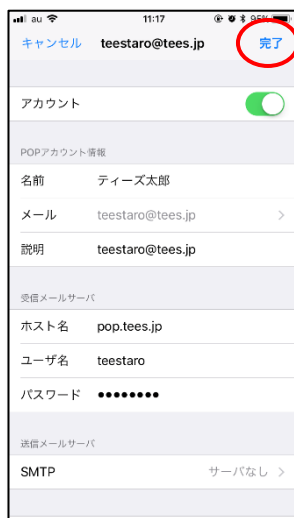 au 11:17 95%
キャンセル teestaro@tees.jp 完了
アカウント
POPアカウント情報
名前 ティーズ太郎
メール teestaro@tees.jp
説明 teestaro@tees.jp
受信メールサーバ
ホスト名 pop.tees.jp
ユーザ名 teestaro
パスワード ●●●●●●●●
送信メールサーバ
SMTP サーバなし